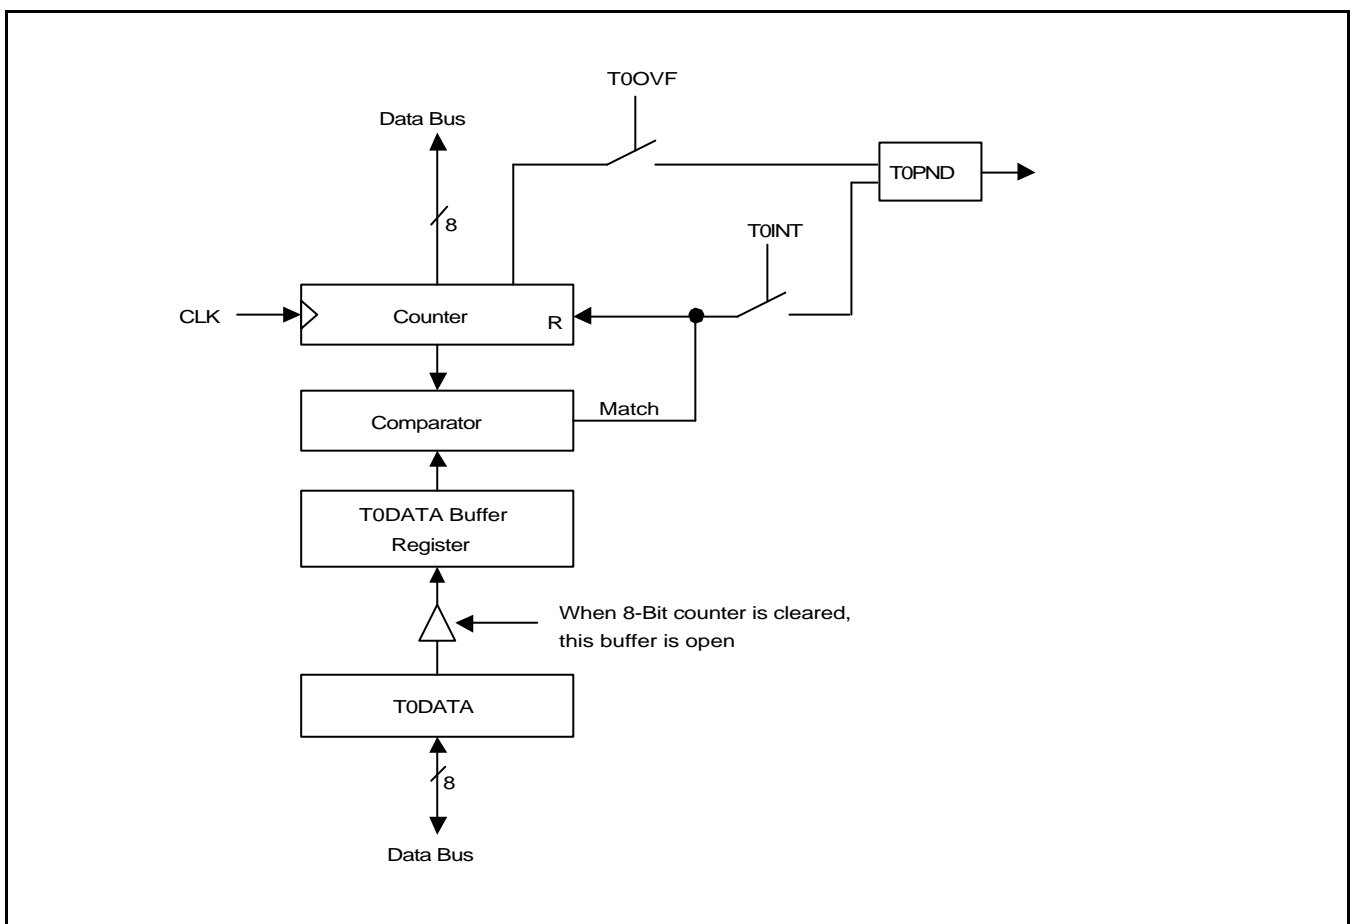 T0OVF
Data Bus
T0PND
8
T0INT
CLK
Counter
R
Match
Comparator
T0DATA Buffer
Register
When 8-Bit counter is cleared,
this buffer is open
T0DATA
8
Data Bus